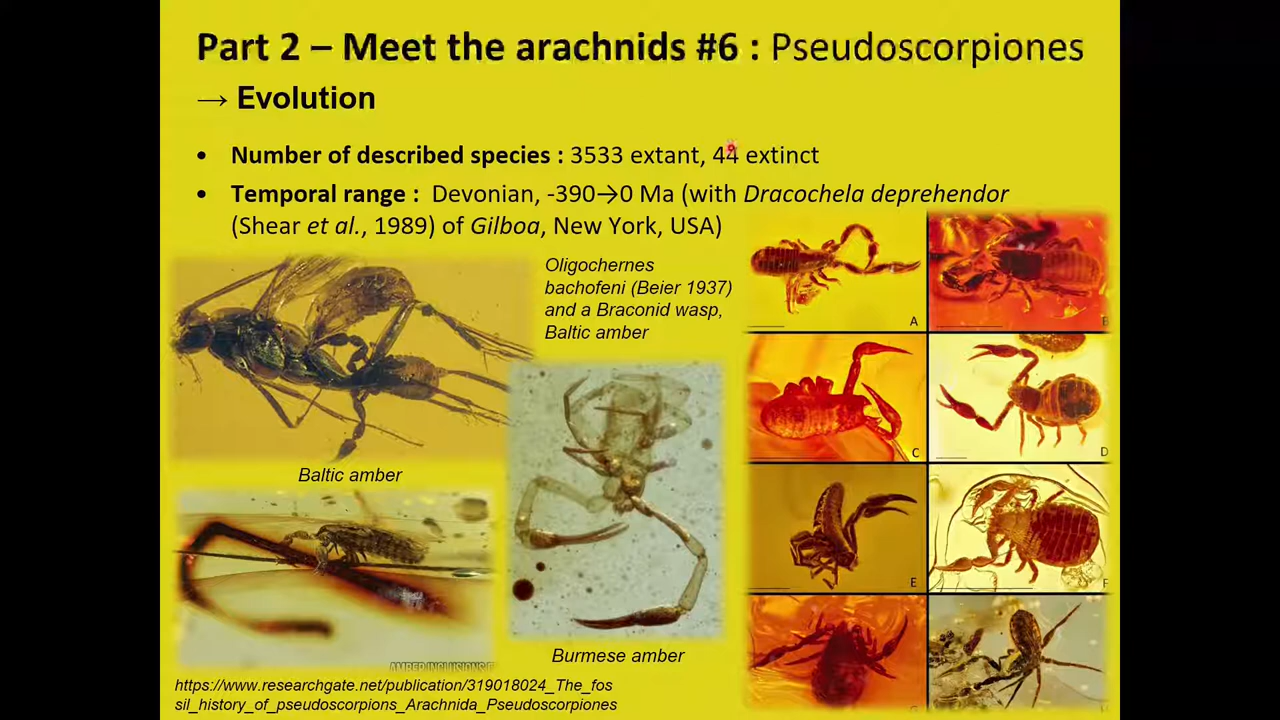 Part 2 – Meet the arachnids #6 : Pseudoscorpiones
→ Evolution
• Number of described species : 3533 extant, 44 extinct
• Temporal range : Devonian, -390→0 Ma (with Dracochela deprehendor
(Shear et al., 1989) of Gilboa, New York, USA)
Oligochernes
bachofeni (Beier 1937)
and a Braconid wasp,
Baltic amber
A
B
C
D
E
F
G
H
Baltic amber
AMBER INCLUSIONS
Burmese amber
https://www.researchgate.net/publication/319018024_The_fos
sil_history_of_pseudoscorpions_Arachnida_Pseudoscorpiones